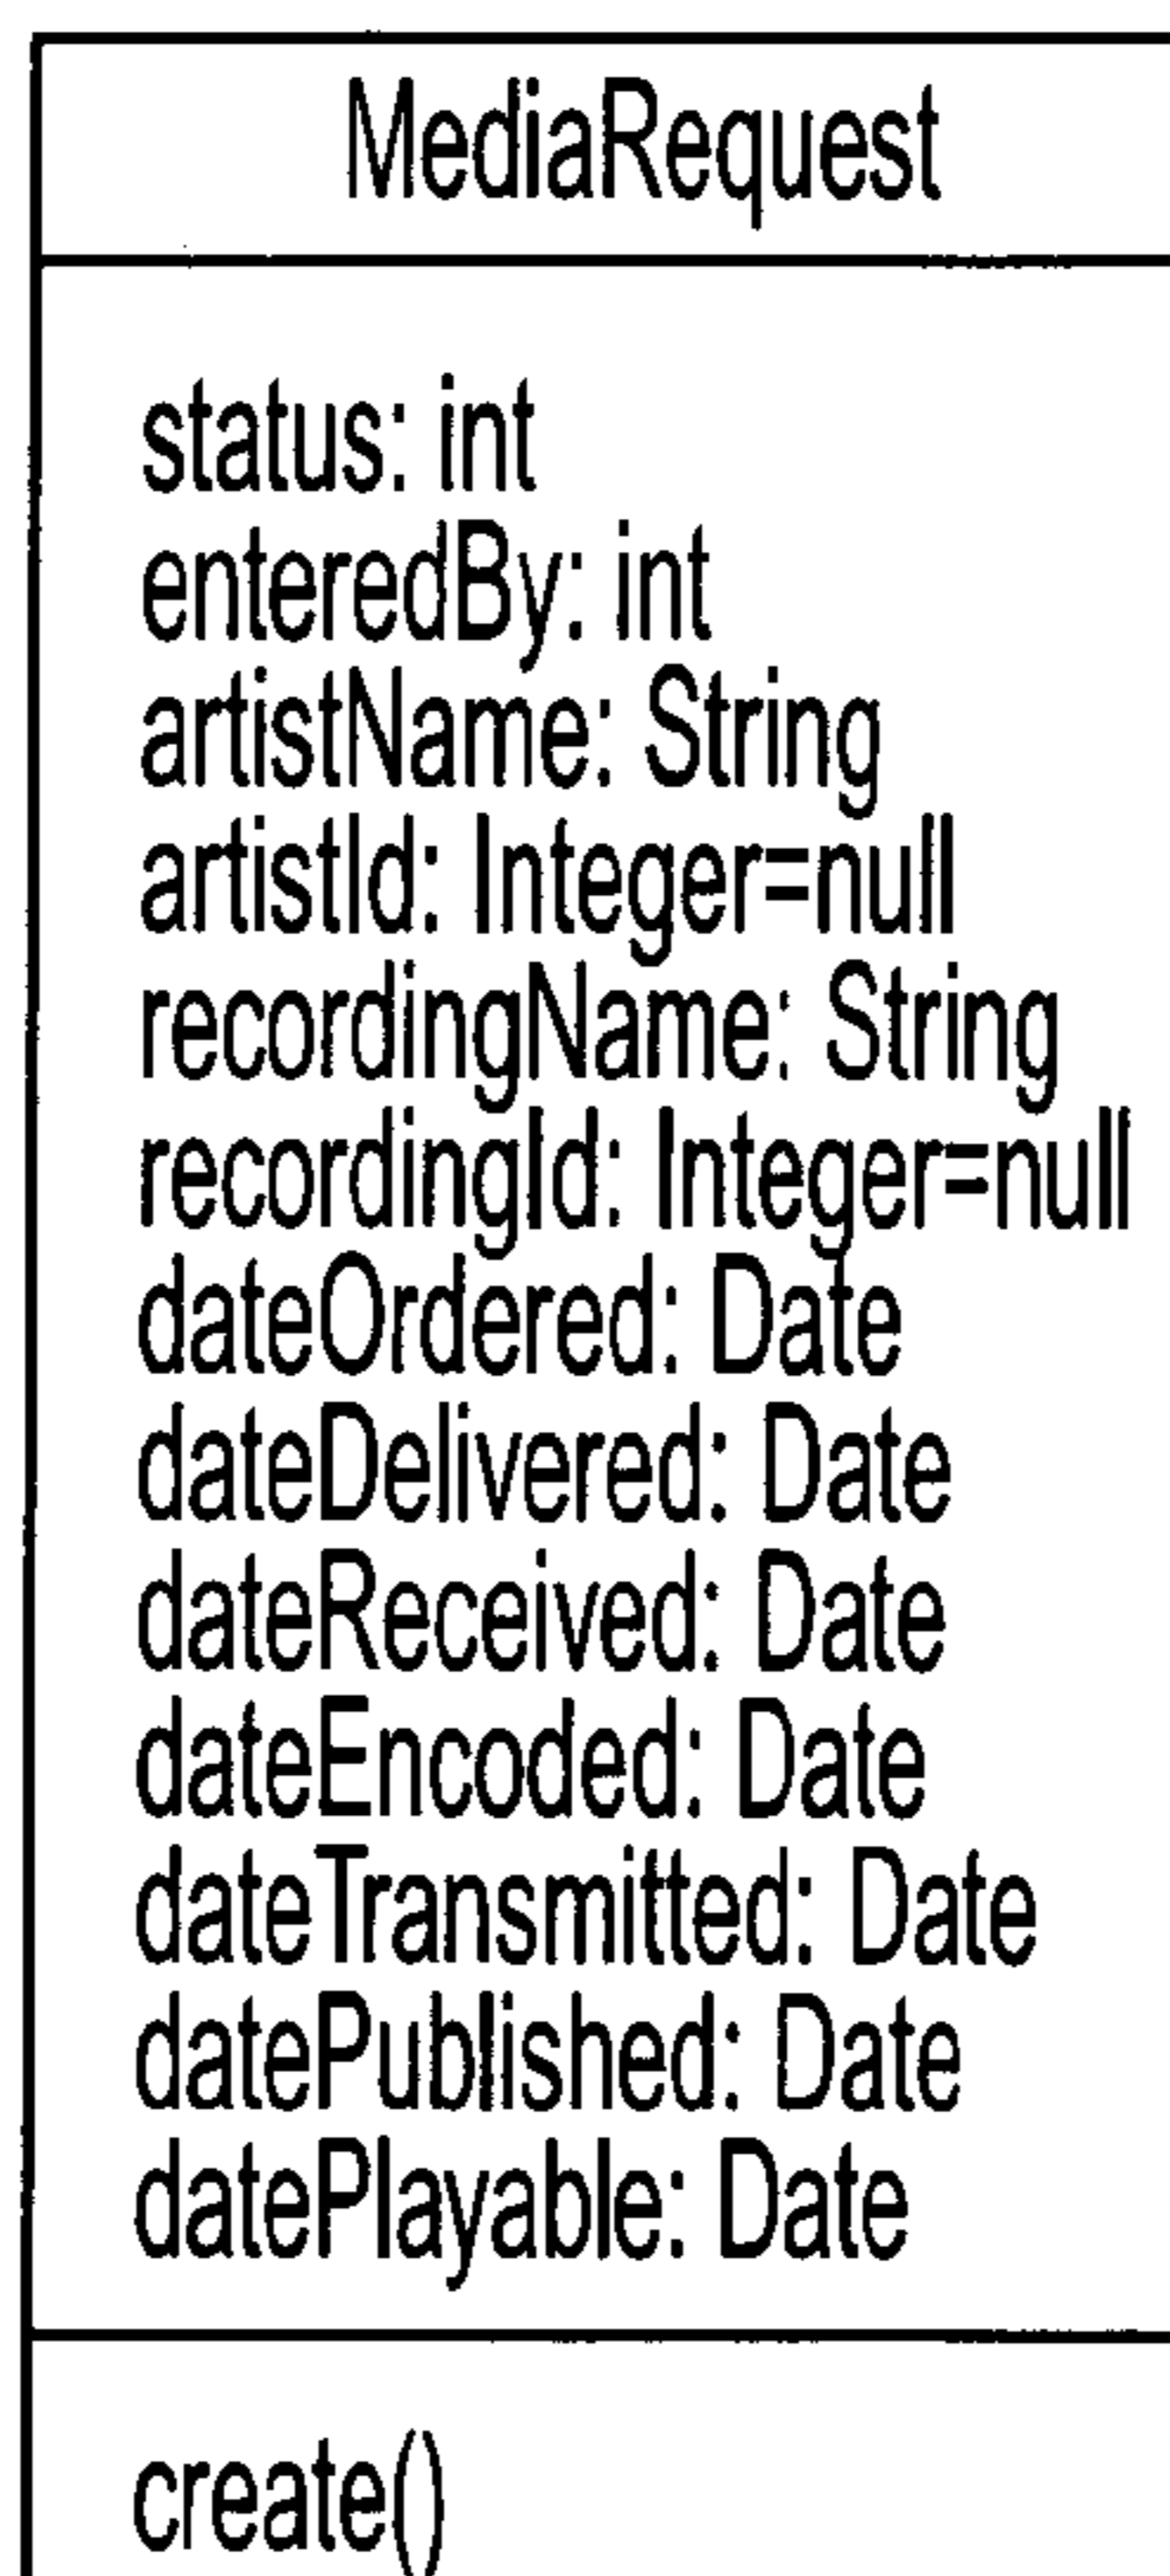 MediaRequest
status: int
enteredBy: int
artistName: String
artistId: Integer=null
recordingName: String
recordingId: Integer=null
dateOrdered: Date
dateDelivered: Date
dateReceived: Date
dateEncoded: Date
dateTransmitted: Date
datePublished: Date
datePlayable: Date
create()